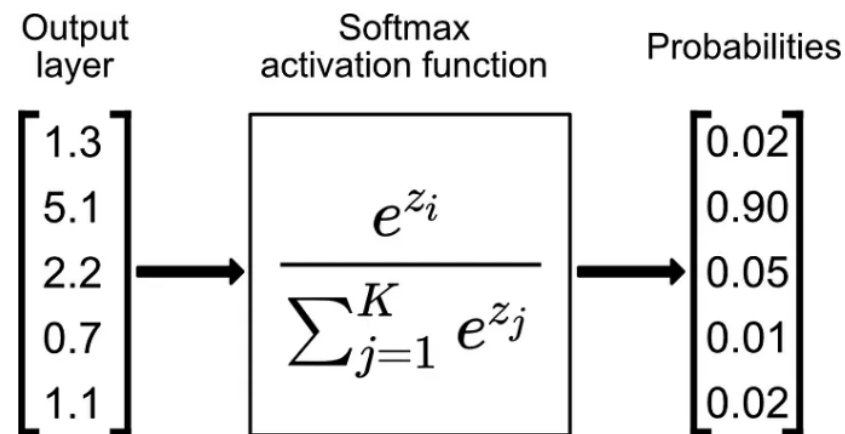 Output
layer
Softmax
activation function
Probabilities
1.3
5.1
2.2
0.7
1.1
e^{z_i}
∑_{j=1}^{K} e^{z_j}
0.02
0.90
0.05
0.01
0.02